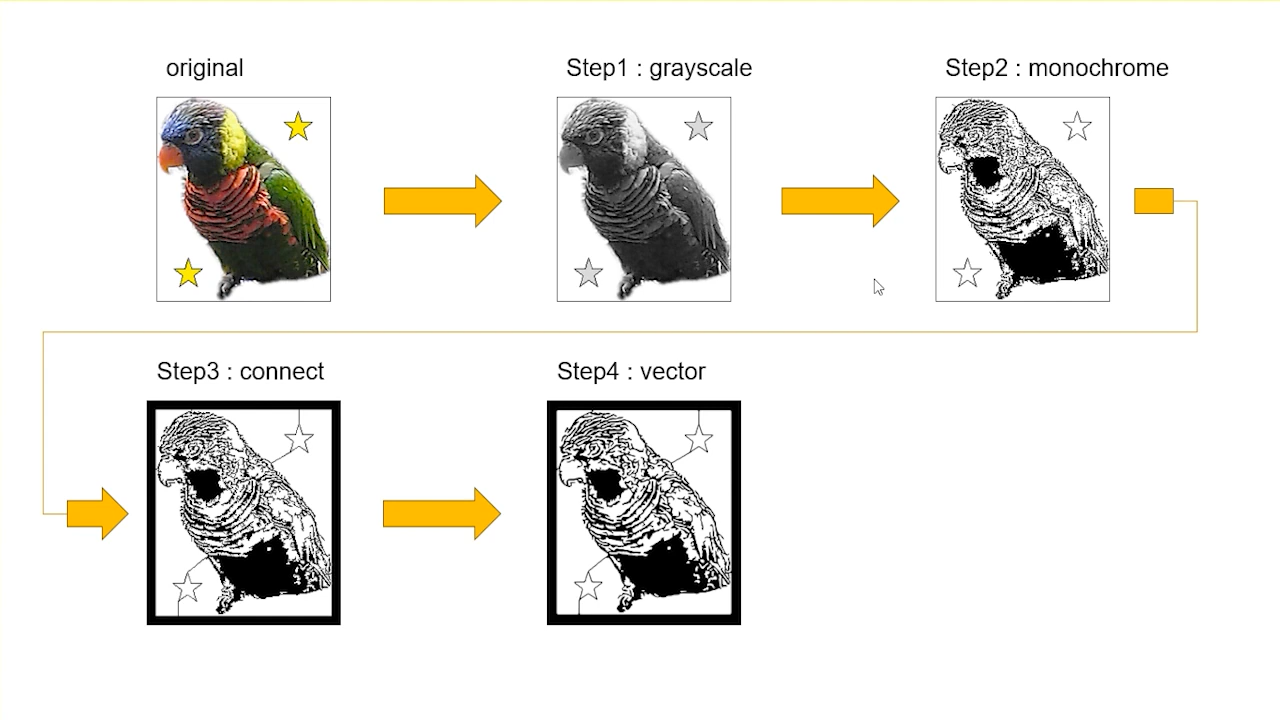 original
Step1 : grayscale
Step2 : monochrome
Step3 : connect
Step4 : vector